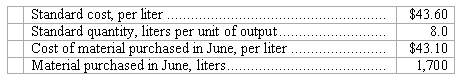 Standard cost, per liter ........ $43.60
Standard quantity, liters per unit of output........ 8.0
Cost of material purchased in June, per liter ........ $43.10
Material purchased in June, liters........ 1,700